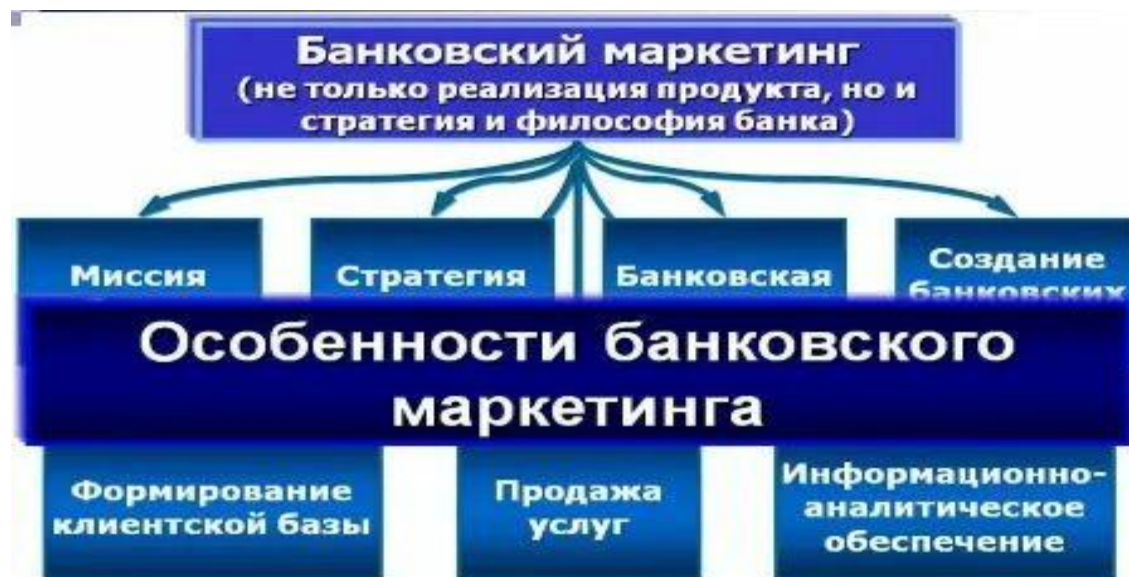 Банковский маркетинг
(не только реализация продукта, но и
стратегия и философия банка)
Миссия
Стратегия
Банковская
Создание
банковских
Особенности банковского
маркетинга
Формирование
клиентской базы
Продажа
услуг
Информационно-
аналитическое
обеспечение